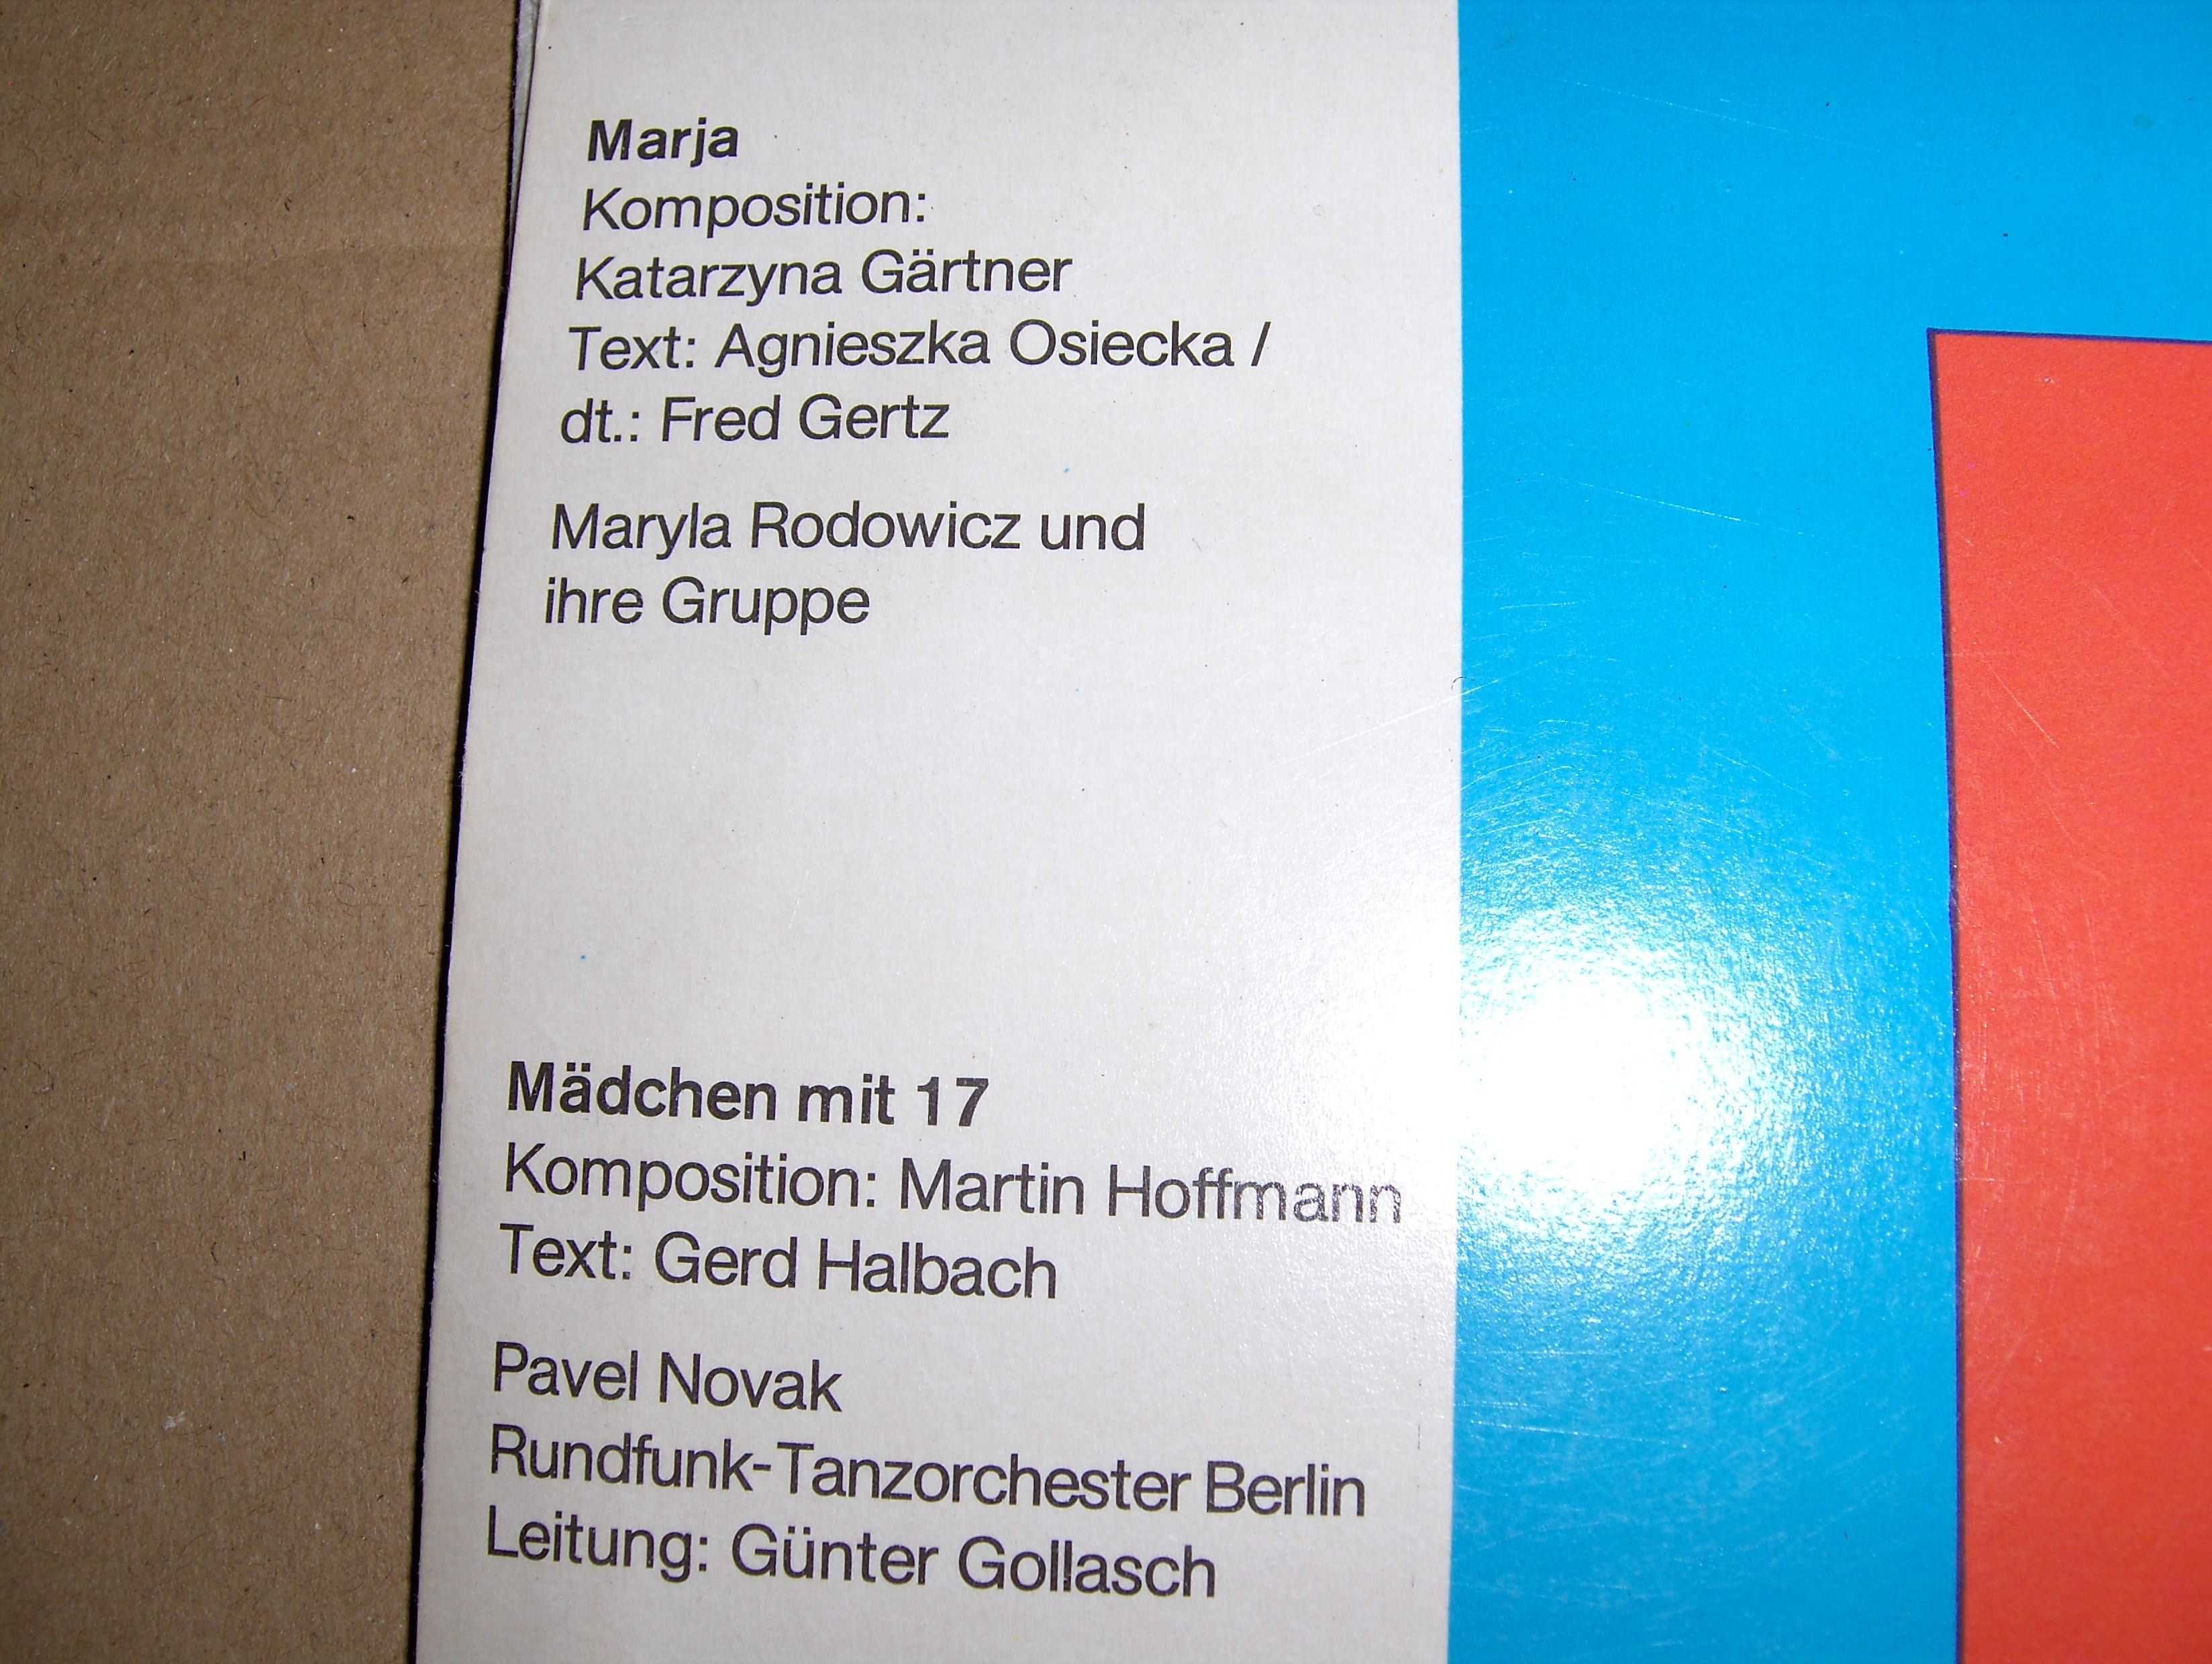 Marja
Komposition:
Katarzyna Gärtner
Text: Agnieszka Osiecka /
dt.: Fred Gertz
Maryla Rodowicz und
ihre Gruppe
Mädchen mit 17
Komposition: Martin Hoffmann
Text: Gerd Halbach
Pavel Novak
Rundfunk-Tanzorchester Berlin
Leitung: Günter Gollasch